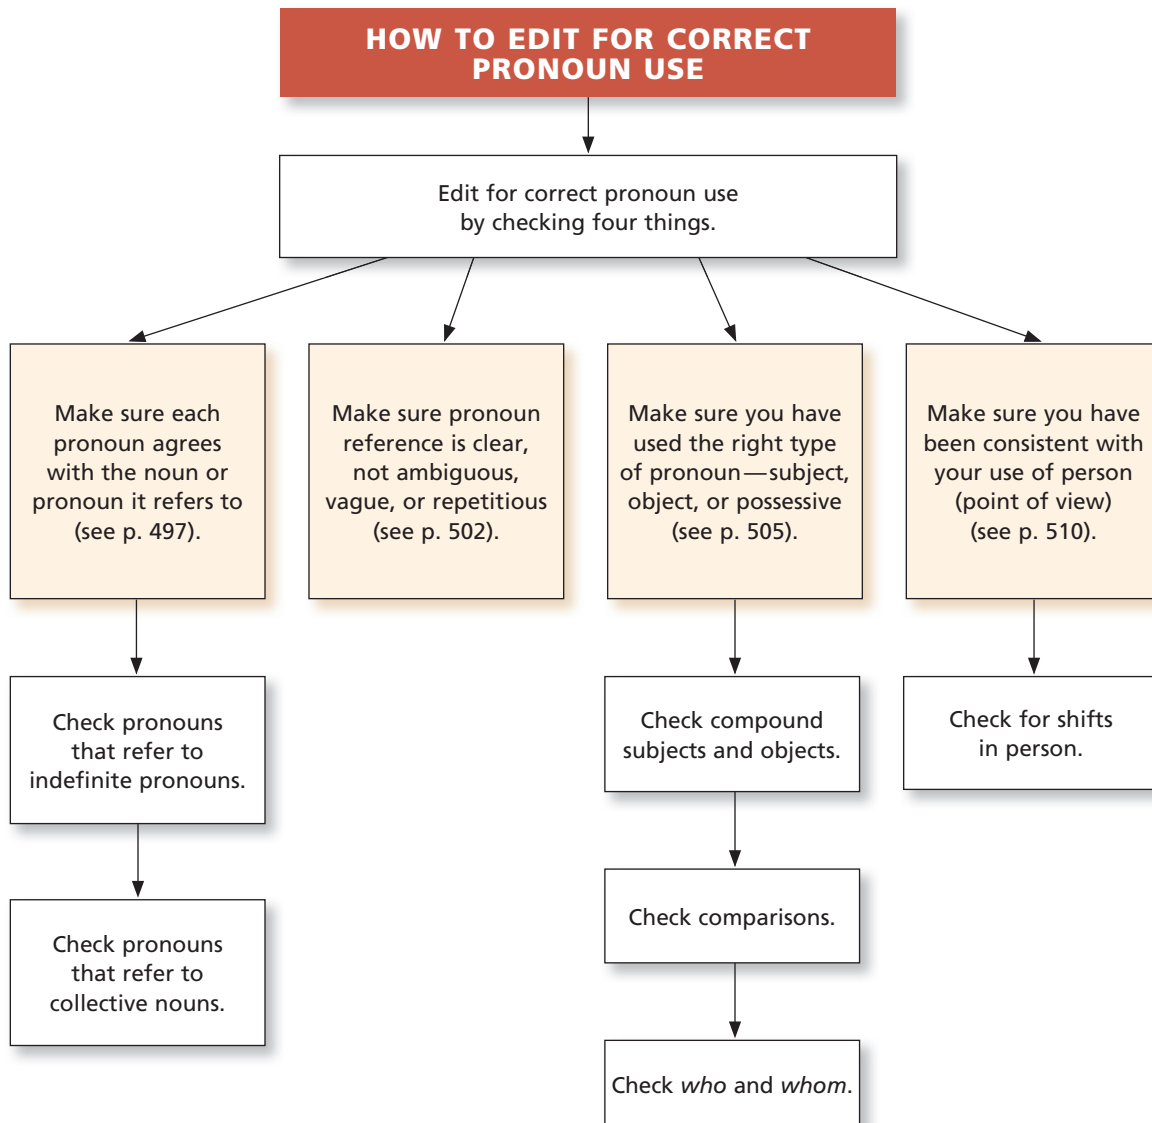 HOW TO EDIT FOR CORRECT
PRONOUN USE
Edit for correct pronoun use
by checking four things.
Make sure each
pronoun agrees
with the noun or
pronoun it refers to
(see p. 497).
Make sure pronoun
reference is clear,
not ambiguous,
vague, or repetitious
(see p. 502).
Make sure you have
used the right type
of pronoun—subject,
object, or possessive
(see p. 505).
Make sure you have
been consistent with
your use of person
(point of view)
(see p. 510).
Check pronouns
that refer to
indefinite pronouns.
Check compound
subjects and objects.
Check for shifts
in person.
Check comparisons.
Check pronouns
that refer to
collective nouns.
Check who and whom.